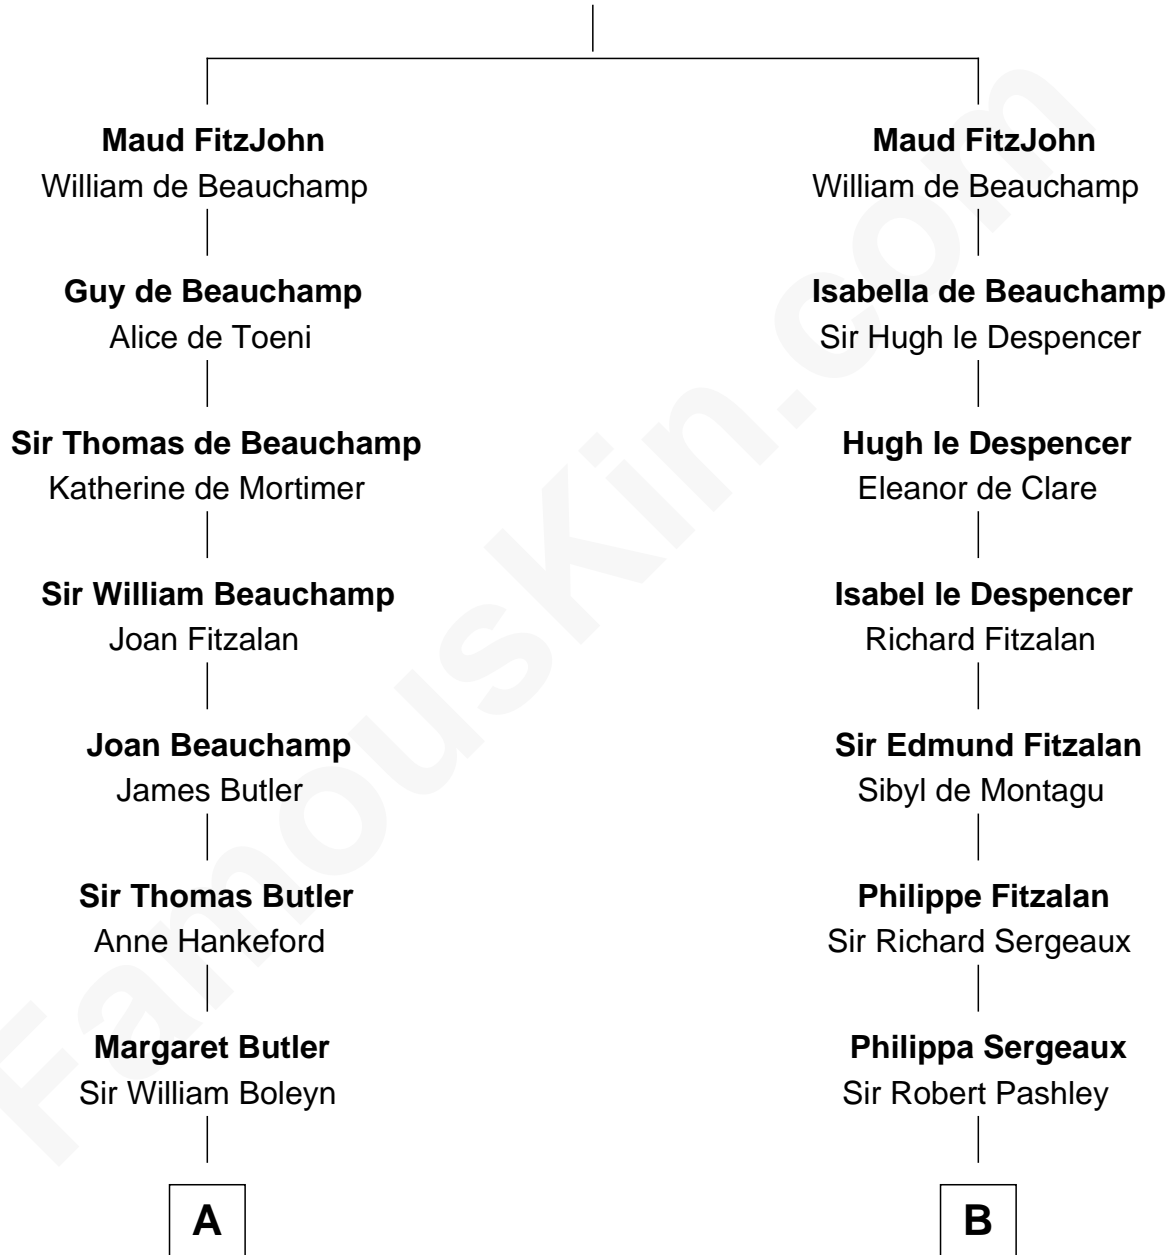 Maud FitzJohn
William de Beauchamp
Guy de Beauchamp
Alice de Toeni
Sir Thomas de Beauchamp
Katherine de Mortimer
Sir William Beauchamp
Joan Fitzalan
Joan Beauchamp
James Butler
Sir Thomas Butler
Anne Hankeford
Margaret Butler
Sir William Boleyn
A
Maud FitzJohn
William de Beauchamp
Isabella de Beauchamp
Sir Hugh le Despencer
Hugh le Despencer
Eleanor de Clare
Isabel le Despencer
Richard Fitzalan
Sir Edmund Fitzalan
Sibyl de Montagu
Philippe Fitzalan
Sir Richard Sergeaux
Philippa Sergeaux
Sir Robert Pashley
B
FamousKin.com